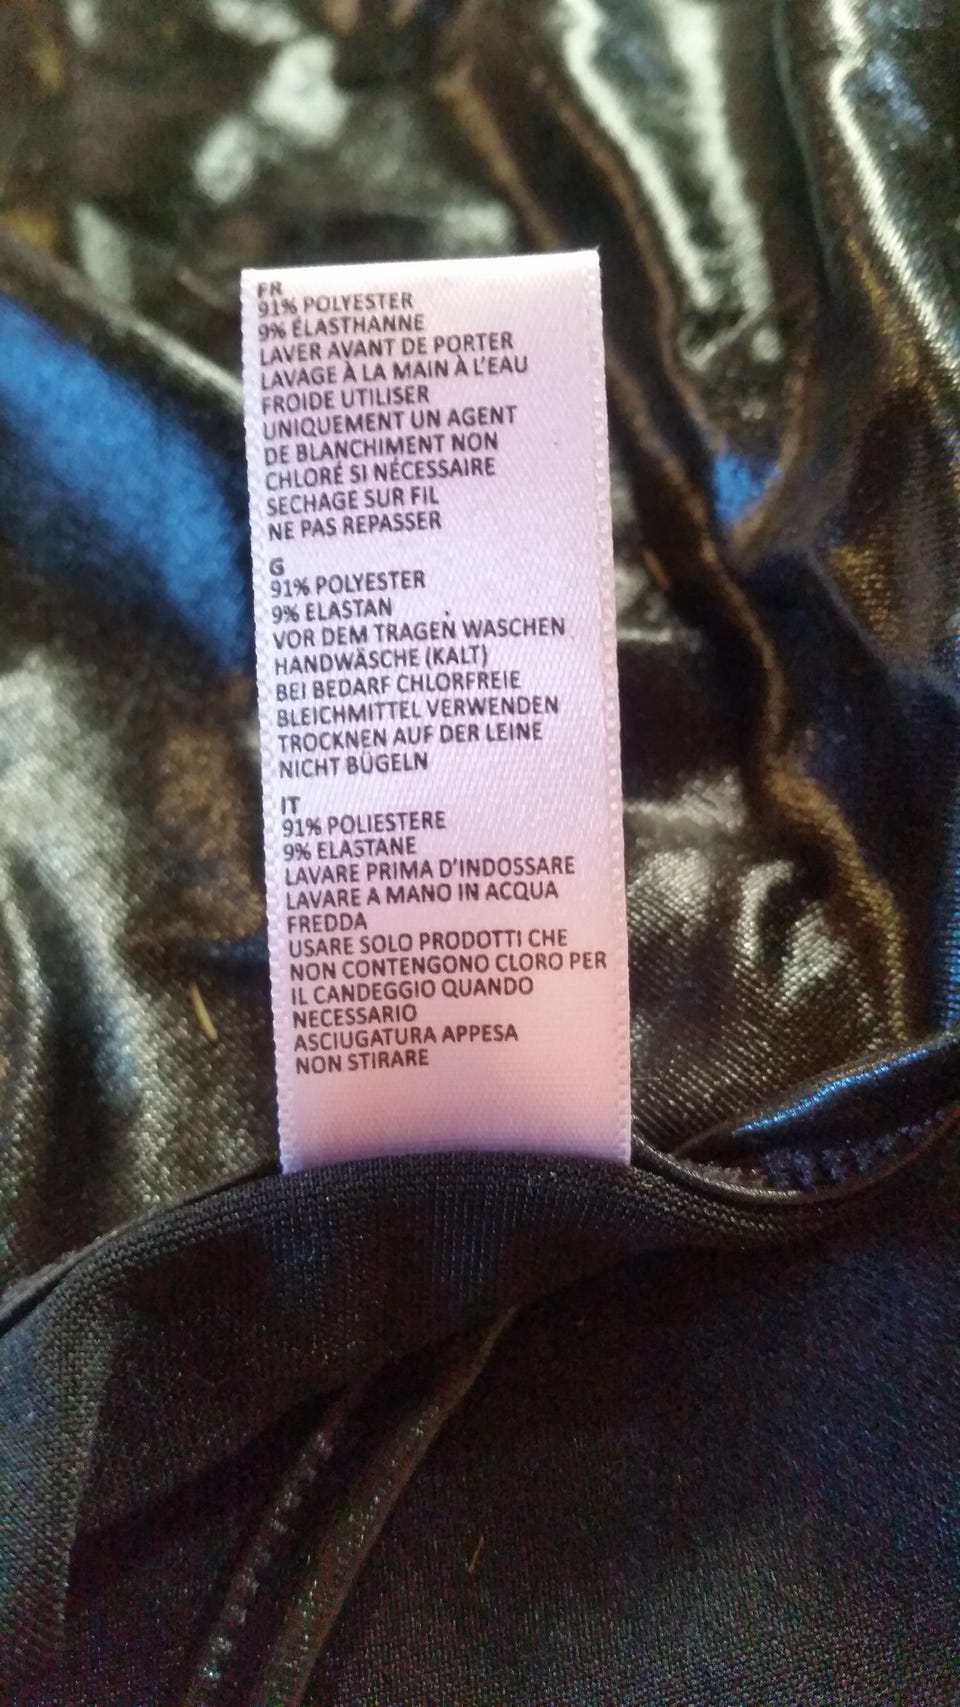 FR
91% POLYESTER
9% ÉLASTHANNE
LAVER AVANT DE PORTER
LAVAGE À LA MAIN À L'EAU
FROIDE UTILISER
UNIQUEMENT UN AGENT
DE BLANCHIMENT NON
CHLORÉ SI NÉCESSAIRE
SECHAGE SUR FIL
NE PAS REPASSER
G
91% POLYESTER
9% ELASTAN
VOR DEM TRAGEN WASCHEN
HANDWÄSCHE (KALT)
BEI BEDARF CHLORFREIE
BLEICHMITTEL VERWENDEN
TROCKNEN AUF DER LEINE
NICHT BÜGELN
IT
91% POLIESTERE
9% ELASTANE
LAVARE PRIMA D'INDOSSARE
LAVARE A MANO IN ACQUA
FREDDA
USARE SOLO PRODOTTI CHE
NON CONTENGONO CLORO PER
IL CANDEGGIO QUANDO
NECESSARIO
ASCIUGATURA APPESA
NON STIRARE